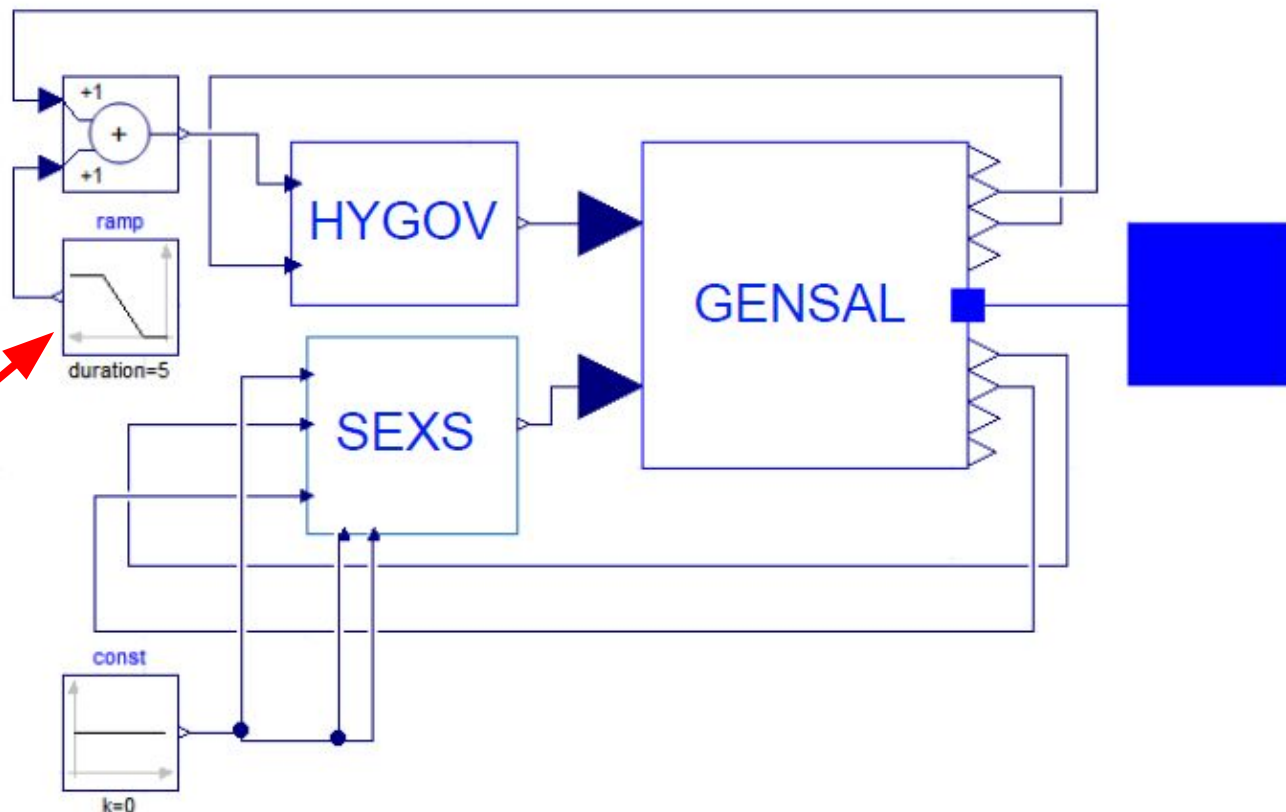 +1
+
+1
ramp
duration=5
HYGOV
GENSAL
SEXS
const
k=0